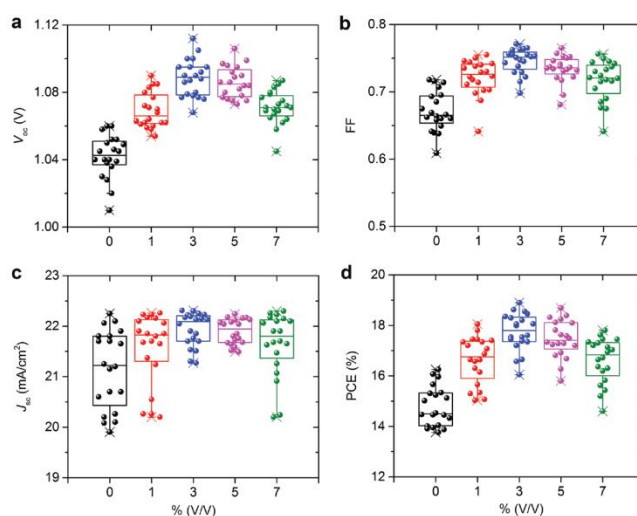 a
1.12
1.08
1.04
1.00
V_oc (V)
0 1 3 5 7
b
0.8
0.7
0.6
0.5
FF
0 1 3 5 7
c
23
22
21
20
19
J_sc (mA/cm²)
0 1 3 5 7
% (V/V)
d
20
18
16
14
12
PCE (%)
0 1 3 5 7
% (V/V)